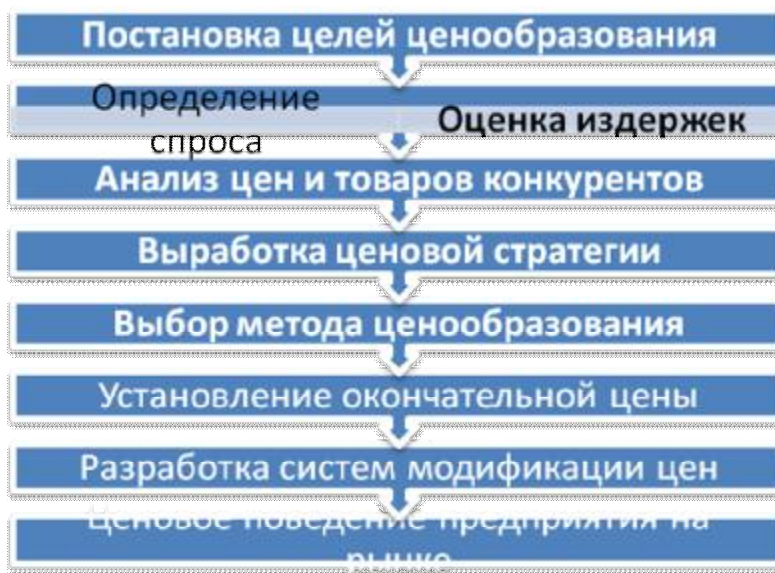 Постановка целей ценообразования
Определение
спроса
Оценка издержек
Анализ цен и товаров конкурентов
Выработка ценовой стратегии
Выбор метода ценообразования
Установление окончательной цены
Разработка систем модификации цен
Ценовое поведение предприятия на
рынке